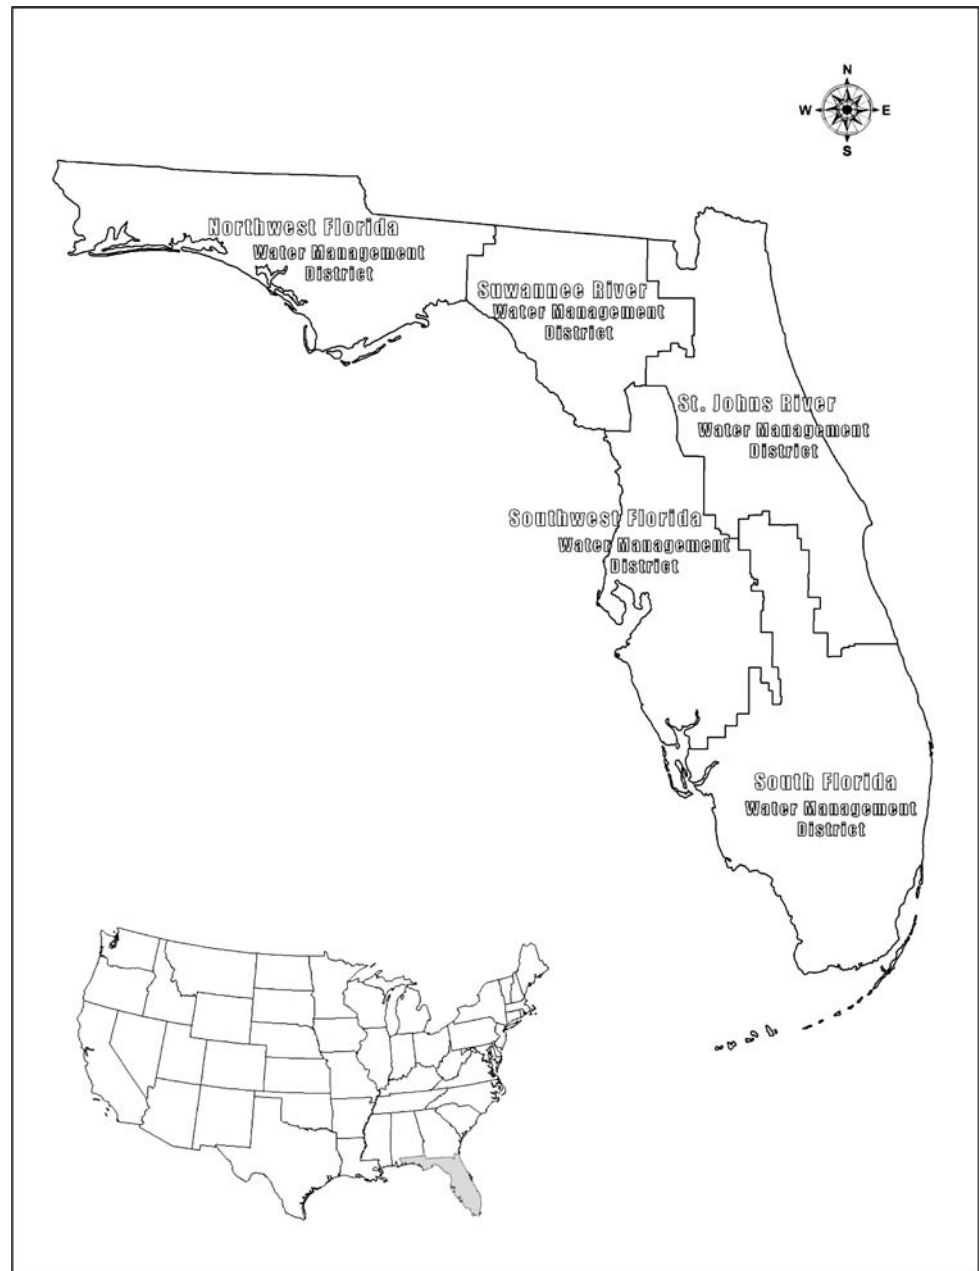 N
W E
S
Northwest Florida
Water Management
District
Suwannee River
Water Management
District
St. Johns River
Water Management
District
Southwest Florida
Water Management
District
South Florida
Water Management
District